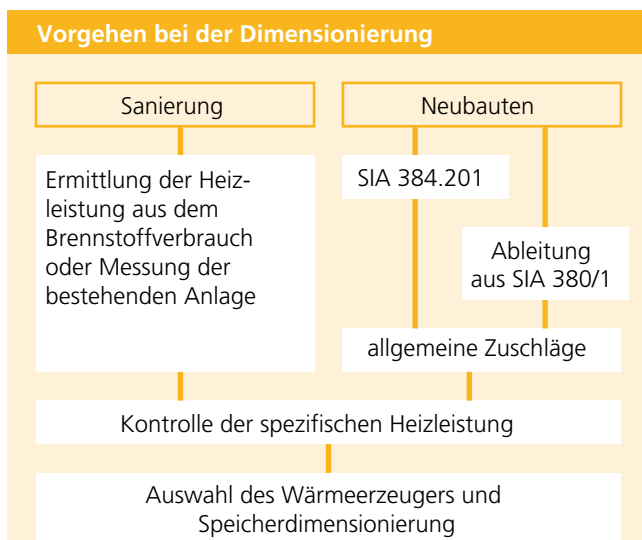 Vorgehen bei der Dimensionierung
Sanierung
Ermittlung der Heiz-
leistung aus dem
Brennstoffverbrauch
oder Messung der
bestehenden Anlage
Neubauten
SIA 384.201
Ableitung
aus SIA 380/1
allgemeine Zuschläge
Kontrolle der spezifischen Heizleistung
Auswahl des Wärmeerzeugers und
Speicherdimensionierung